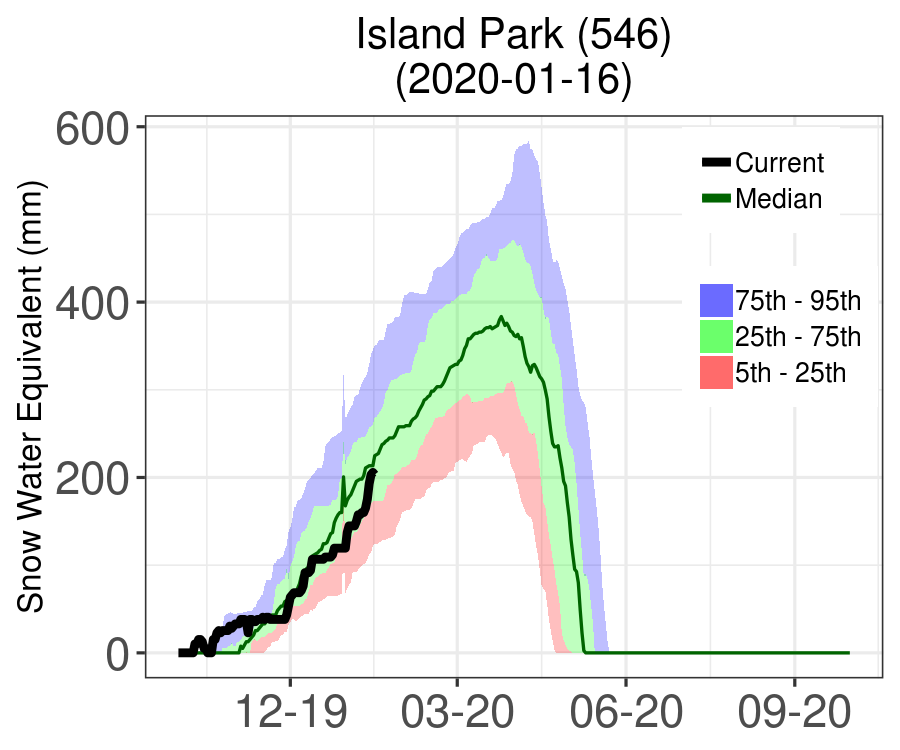 Island Park (546)
(2020-01-16)
Snow Water Equivalent (mm)
600
400
200
0
12-19
03-20
06-20
09-20
Current
Median
75th - 95th
25th - 75th
5th - 25th